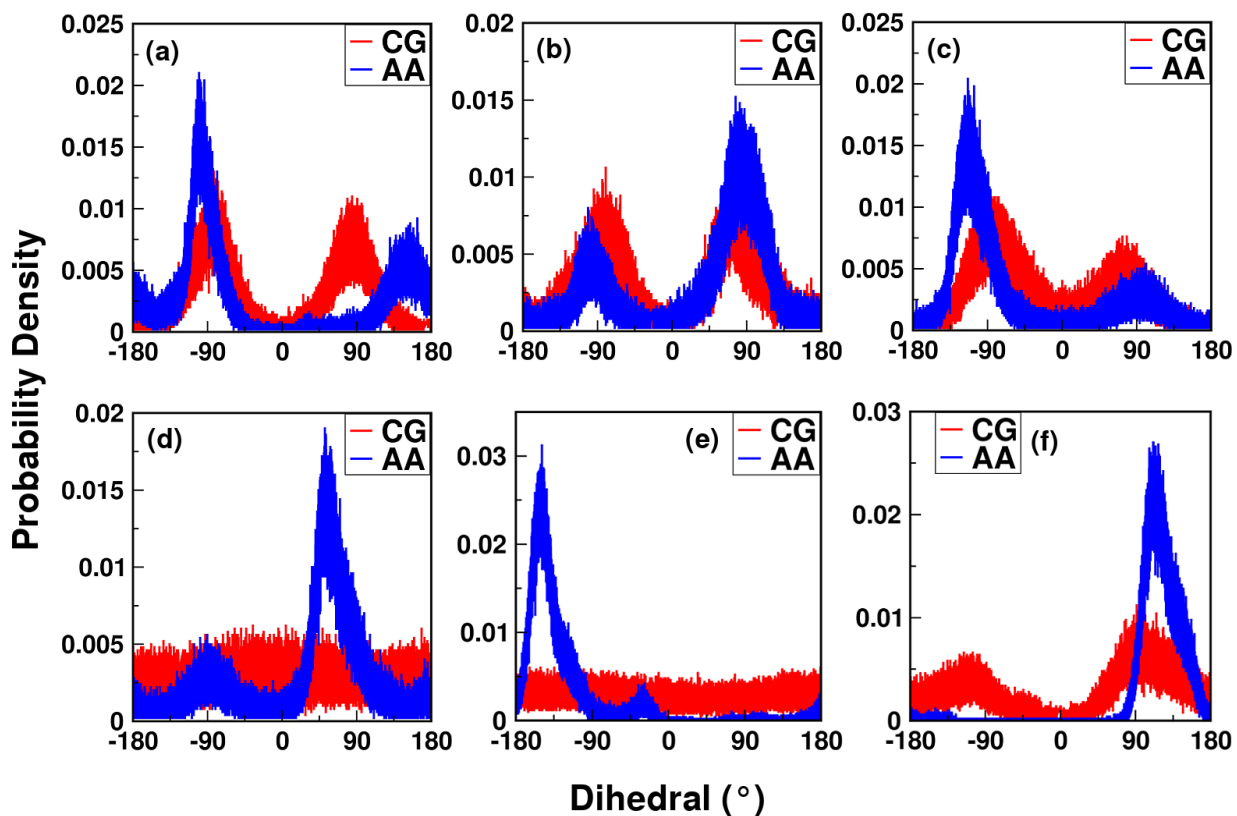 (a) CG
AA
0.025
0.02
0.015
0.01
0.005
0
-180 -90 0 90 180
(b) CG
AA
0.02
0.015
0.01
0.005
0
-180 -90 0 90 180
(c) CG
AA
0.025
0.02
0.015
0.01
0.005
0
-180 -90 0 90 180
Probability Density
(d) CG
AA
0.02
0.015
0.01
0.005
0
-180 -90 0 90 180
(e) CG
AA
0.03
0.02
0.01
0
-180 -90 0 90 180
CG (f)
AA
0.03
0.02
0.01
0
-180 -90 0 90 180
Dihedral (°)